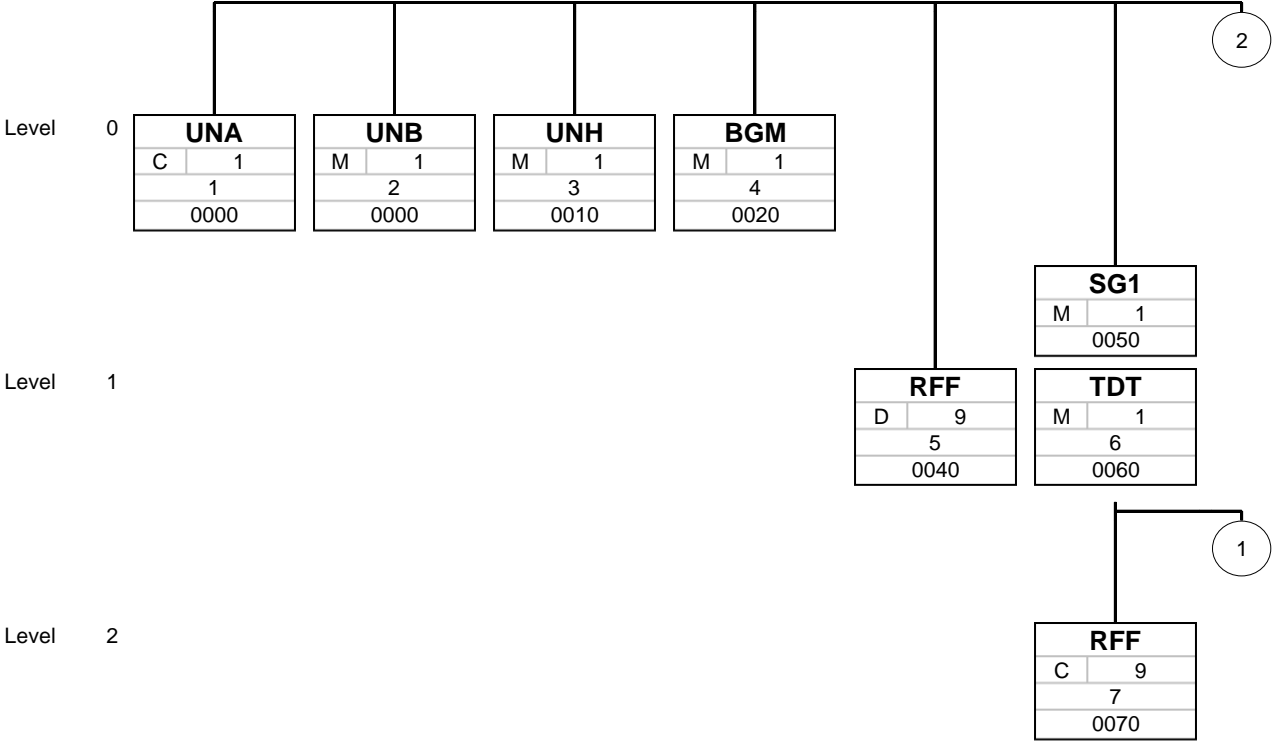 2
Level 0
UNA
C 1
1
0000
UNB
M 1
2
0000
UNH
M 1
3
0010
BGM
M 1
4
0020
SG1
M 1
0050
Level 1
RFF
D 9
5
0040
TDT
M 1
6
0060
1
Level 2
RFF
C 9
7
0070